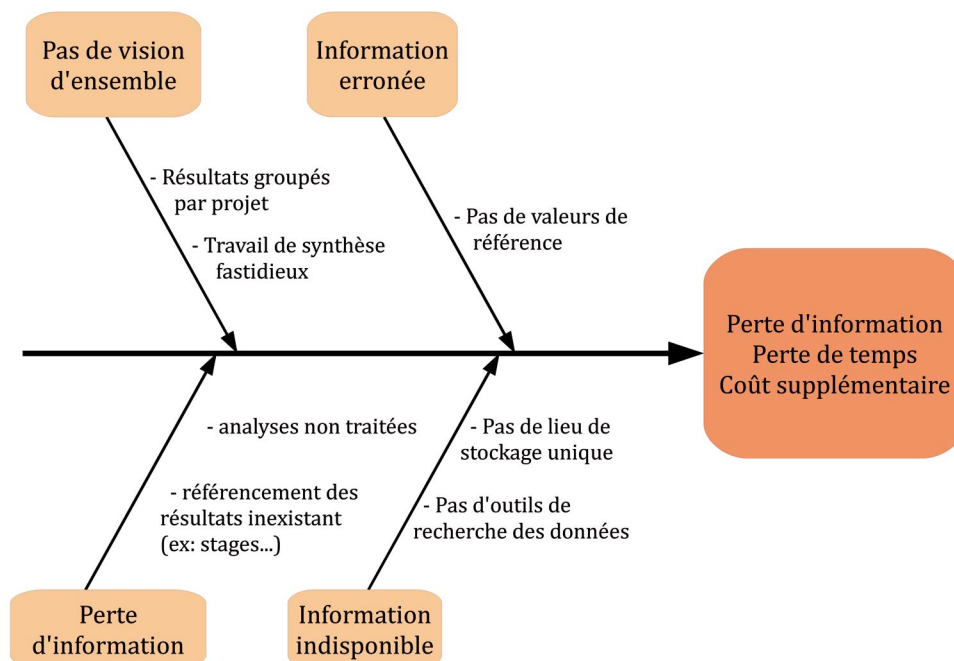 Pas de vision
d'ensemble
Information
erronée
- Résultats groupés
par projet
- Travail de synthèse
fastidieux
- Pas de valeurs de
référence
Perte d'information
Perte de temps
Coût supplémentaire
- analyses non traitées
- référencement des
résultats inexistant
(ex: stages...)
- Pas de lieu de
stockage unique
- Pas d'outils de
recherche des données
Perte
d'information
Information
indisponible